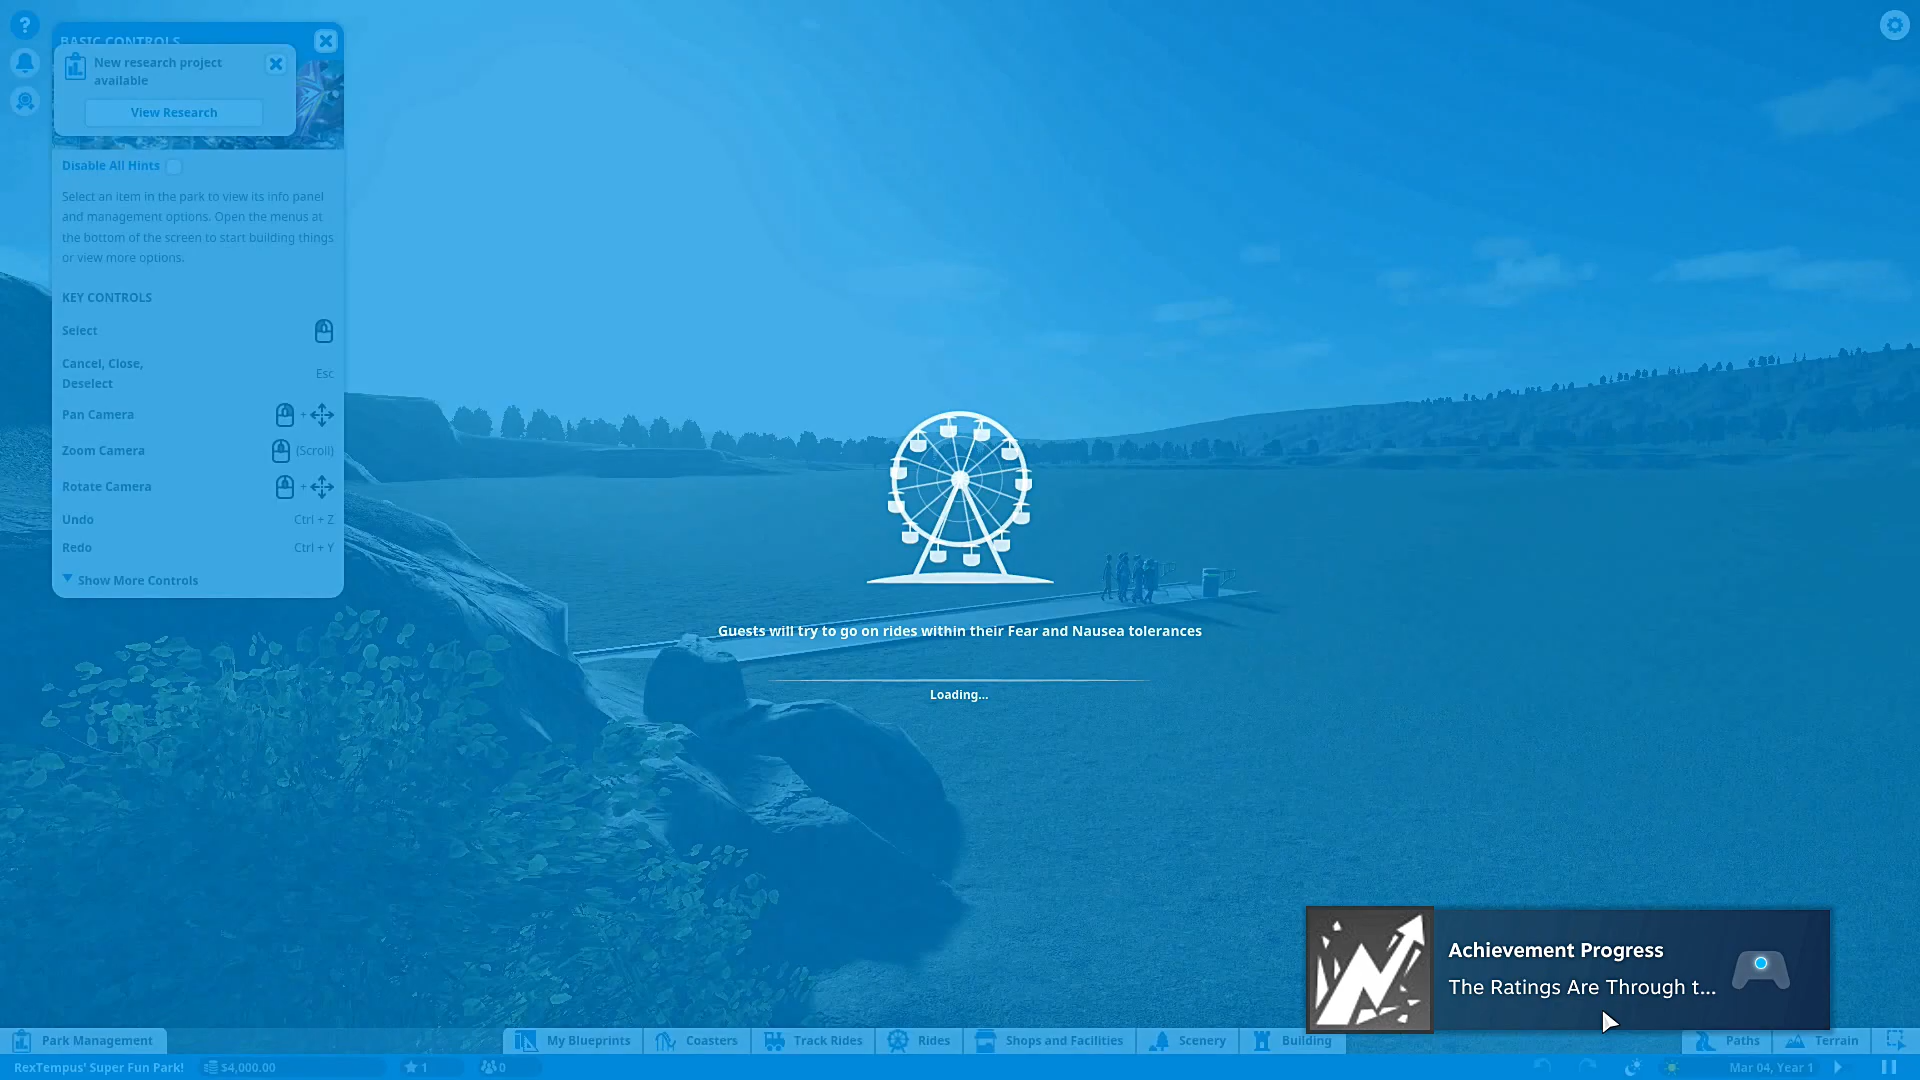 BASIC CONTROLS
New research project
available
View Research
Disable All Hints
Select an item in the park to view its info panel
and management options. Open the menus at
the bottom of the screen to start building things
or view more options.
KEY CONTROLS
Select
Cancel, Close,
Deselect
Esc
Pan Camera
+
Zoom Camera
(Scroll)
Rotate Camera
+
Undo
Ctrl + Z
Redo
Ctrl + Y
Show More Controls
Guests will try to go on rides within their Fear and Nausea tolerances
Loading...
Achievement Progress
The Ratings Are Through t...
Park Management
My Blueprints
Coasters
Track Rides
Rides
Shops and Facilities
Scenery
Building
Paths
Terrain
RexTempus' Super Fun Park!
$4,000.00
1
0
Mar 04, Year 1